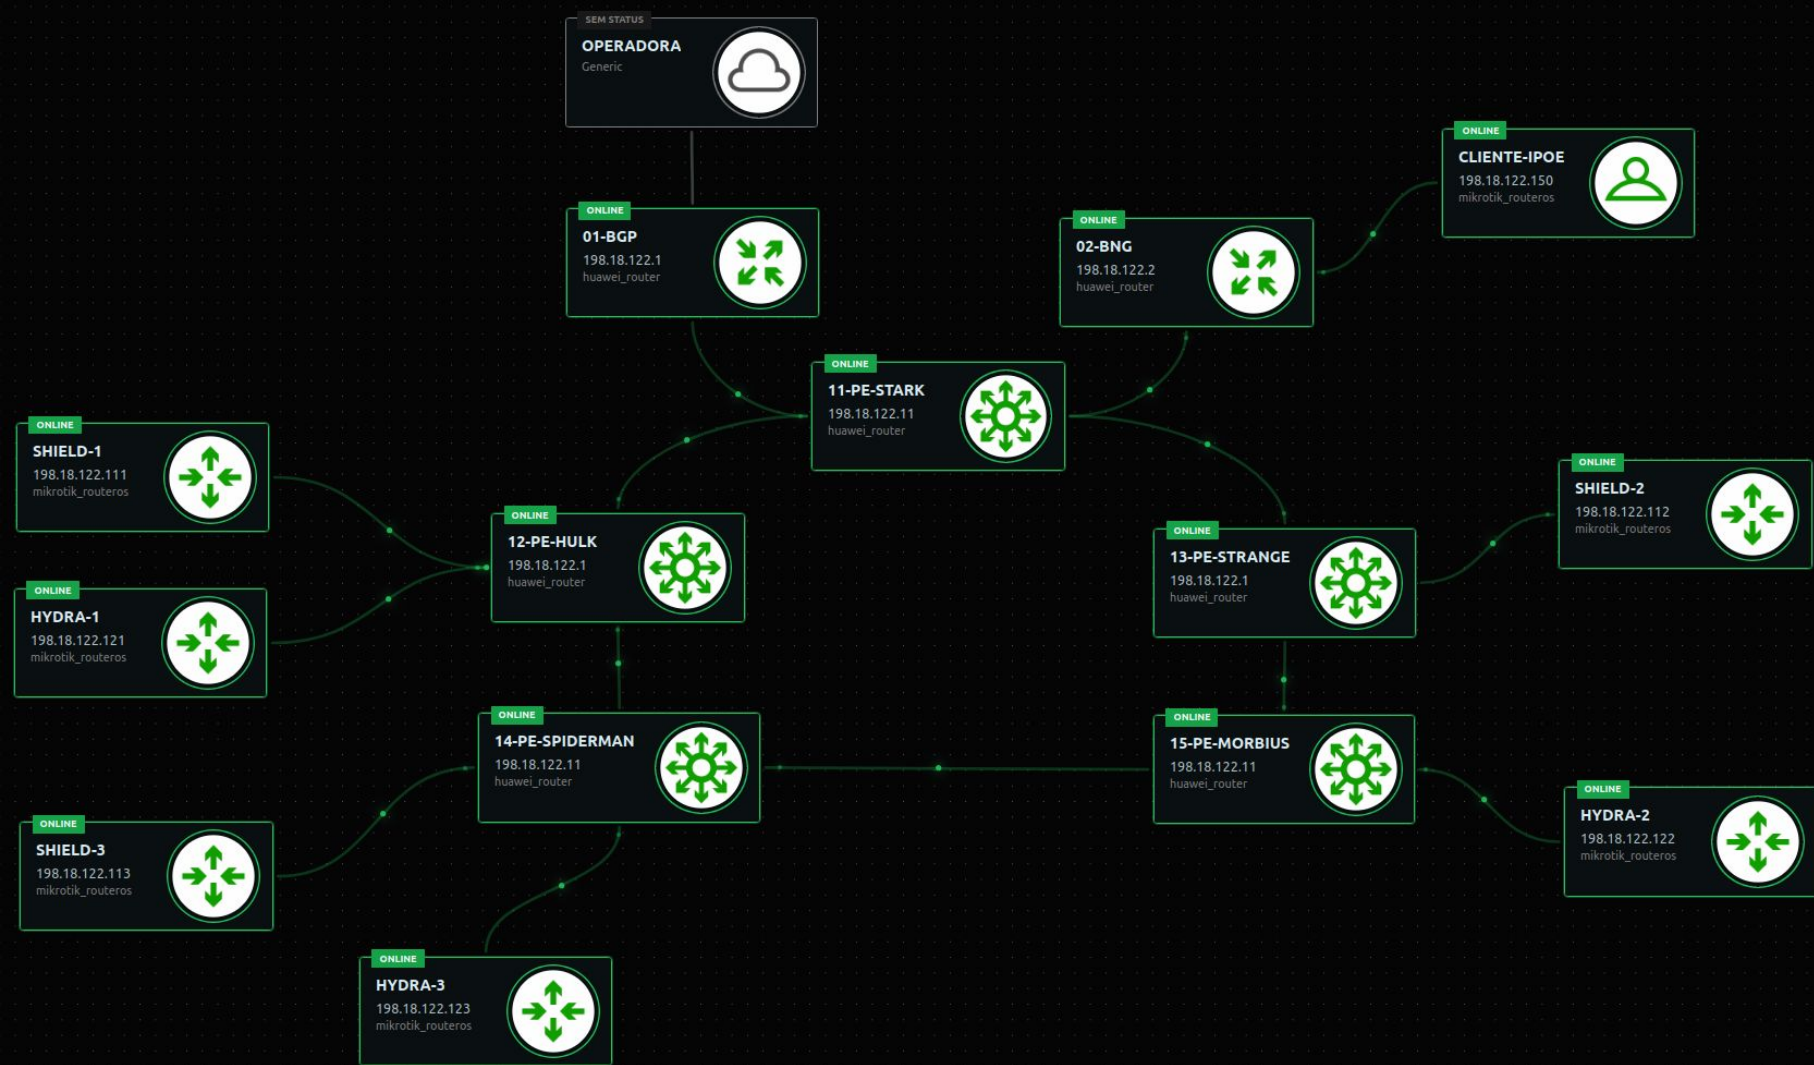 SEM STATUS
OPERADORA
Generic
ONLINE
CLIENTE-IPOE
198.18.122.150
mikrotik_routeros
ONLINE
01-BGP
198.18.122.1
huawei_router
ONLINE
02-BNG
198.18.122.2
huawei_router
ONLINE
11-PE-STARK
198.18.122.11
huawei_router
ONLINE
SHIELD-1
198.18.122.111
mikrotik_routeros
ONLINE
SHIELD-2
198.18.122.112
mikrotik_routeros
ONLINE
12-PE-HULK
198.18.122.1
huawei_router
ONLINE
13-PE-STRANGE
198.18.122.1
huawei_router
ONLINE
HYDRA-1
198.18.122.121
mikrotik_routeros
ONLINE
14-PE-SPIDERMAN
198.18.122.11
huawei_router
ONLINE
15-PE-MORBIUS
198.18.122.11
huawei_router
ONLINE
HYDRA-2
198.18.122.122
mikrotik_routeros
ONLINE
SHIELD-3
198.18.122.113
mikrotik_routeros
ONLINE
HYDRA-3
198.18.122.123
mikrotik_routeros